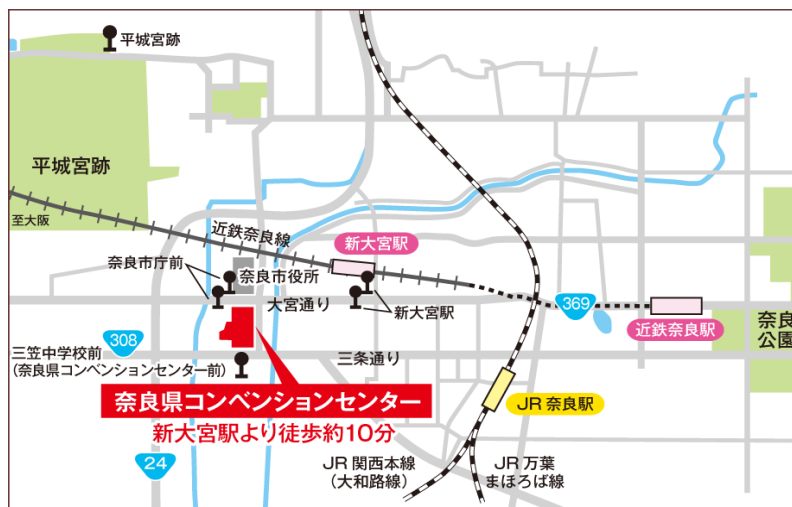 平城宮跡
平城宮跡
至大阪
近鉄奈良線
新大宮駅
奈良市庁前
奈良市役所
大宮通り
新大宮駅
369
近鉄奈良駅
奈良
公園
308
三笠中学校前
(奈良県コンベンションセンター前)
三条通り
奈良県コンベンションセンター
新大宮駅より徒歩約10分
JR 奈良駅
24
JR 関西本線
(大和路線)
JR 万葉
まほろば線